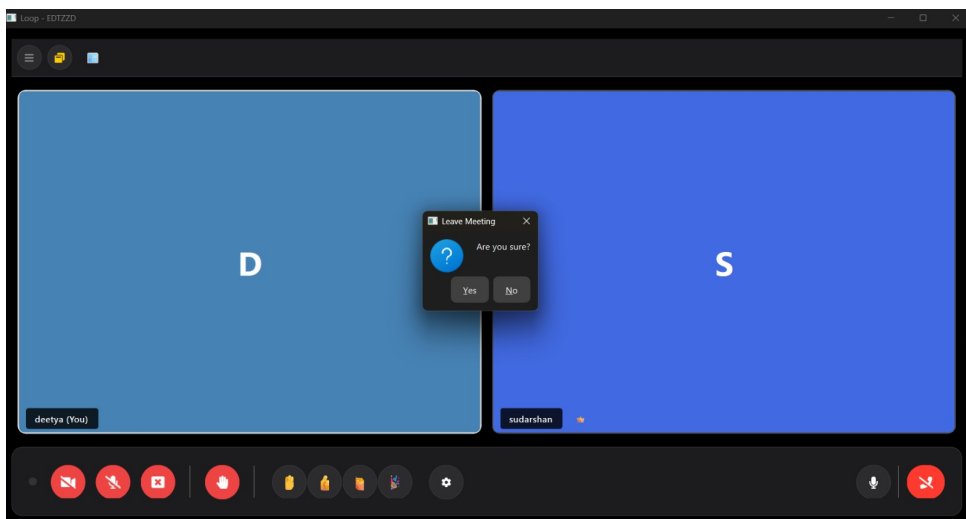 Loop - EDTZZD
D
S
Leave Meeting
Are you sure?
Yes
No
deetya (You)
sudarshan